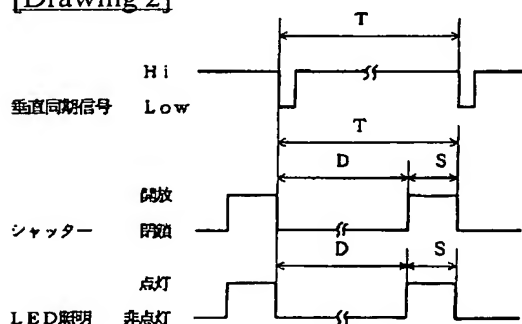 [Drawing 2]
T
Hi
垂直同期信号 Low
T
D S
開放
シャッター 閉鎖
D S
点灯
LED照明 非点灯